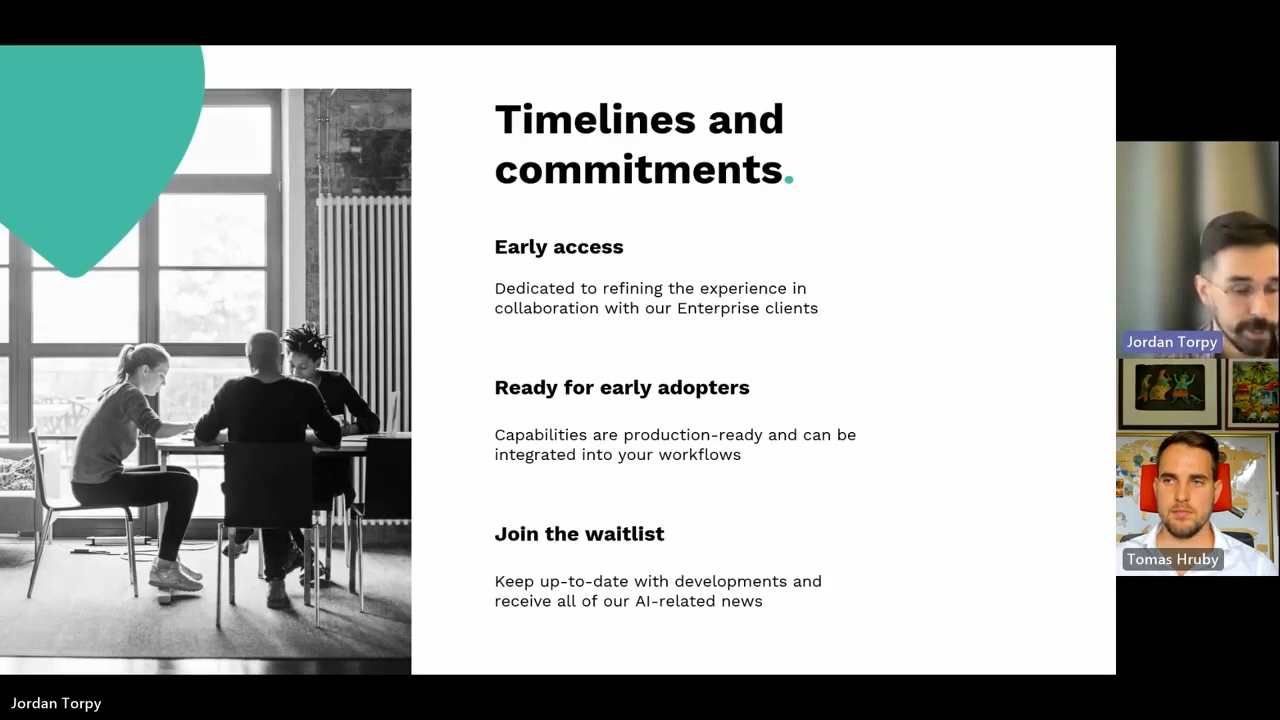 Timelines and
commitments.
Early access
Dedicated to refining the experience in
collaboration with our Enterprise clients
Ready for early adopters
Capabilities are production-ready and can be
integrated into your workflows
Join the waitlist
Keep up-to-date with developments and
receive all of our AI-related news
Jordan Torpy
Tomas Hruby
Jordan Torpy